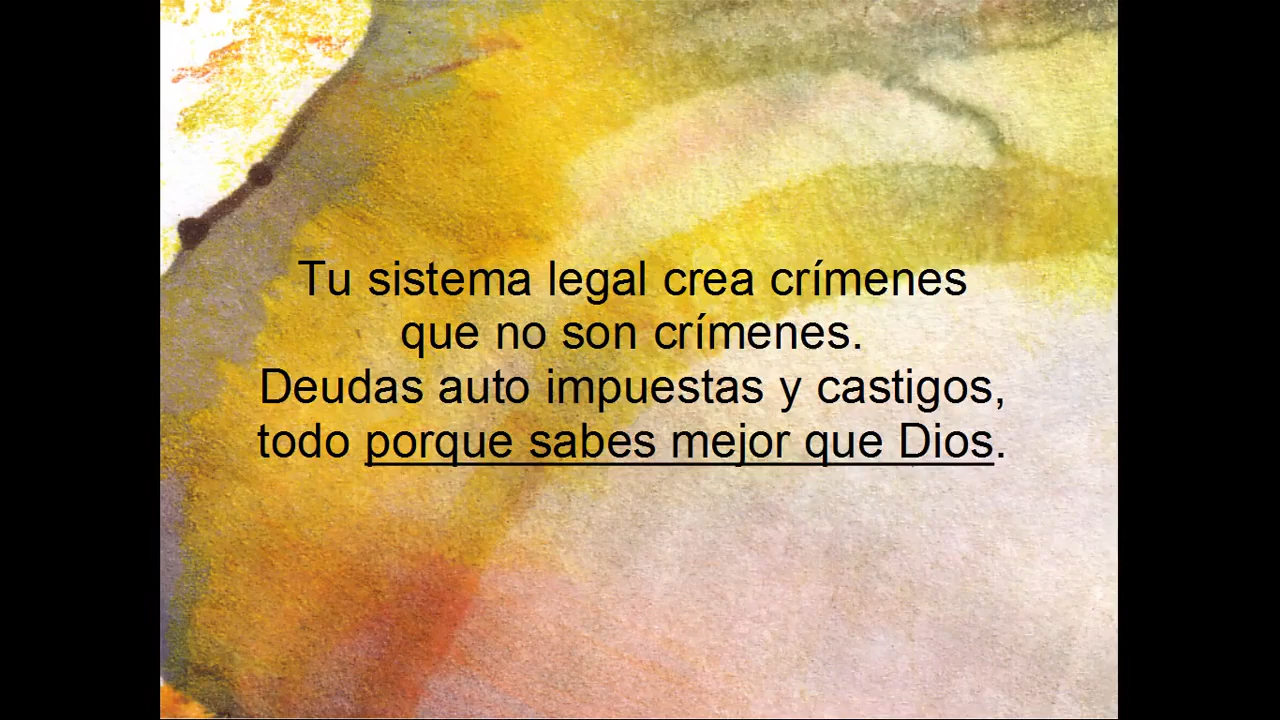 Tu sistema legal crea crímenes
que no son crímenes.
Deudas auto impuestas y castigos,
todo porque sabes mejor que Dios.